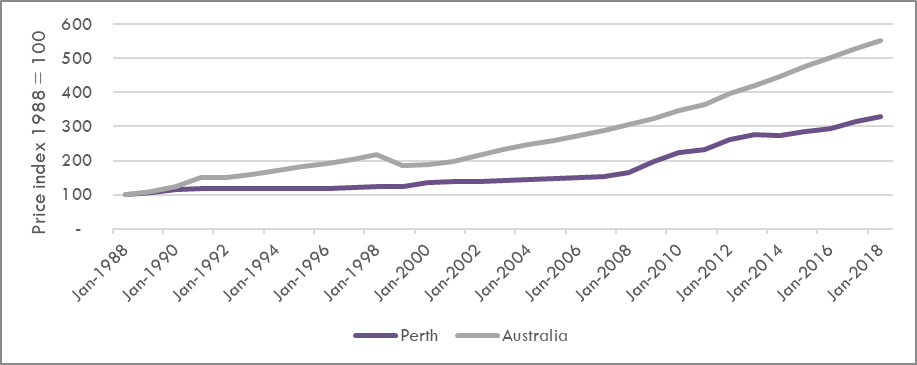 Price index 1988 = 100
600
500
400
300
200
100
-
Jan-1988
Jan-1990
Jan-1992
Jan-1994
Jan-1996
Jan-1998
Jan-2000
Jan-2002
Jan-2004
Jan-2006
Jan-2008
Jan-2010
Jan-2012
Jan-2014
Jan-2016
Jan-2018
Perth Australia